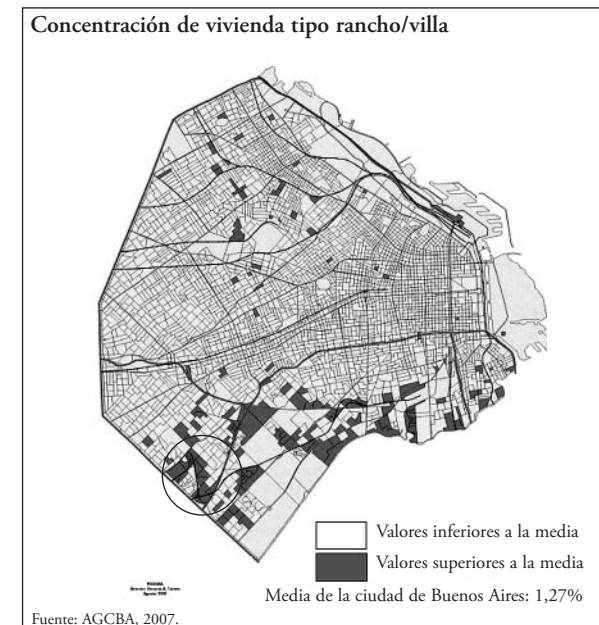 Concentración de vivienda tipo rancho/villa
Valores inferiores a la media
Valores superiores a la media
Media de la ciudad de Buenos Aires: 1,27%
Fuente: AGCBA, 2007.